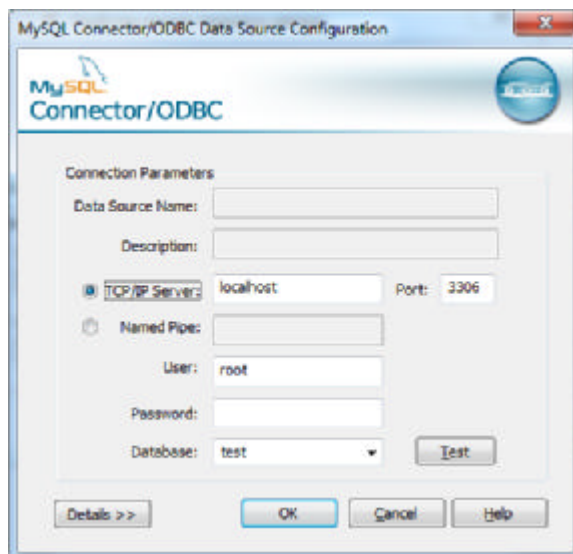 MySQL Connector/ODBC Data Source Configuration
MySQL
Connector/ODBC
Connection Parameters
Data Source Name:
Description:
TCP/IP Server: localhost Port: 3306
Named Pipe:
User: root
Password:
Database: test Test
Details >> OK Cancel Help